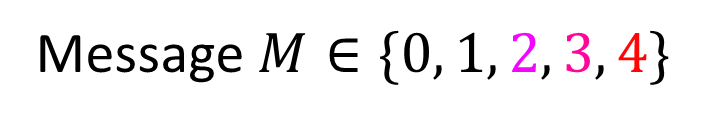 Message M ∈ {0, 1, 2, 3, 4}